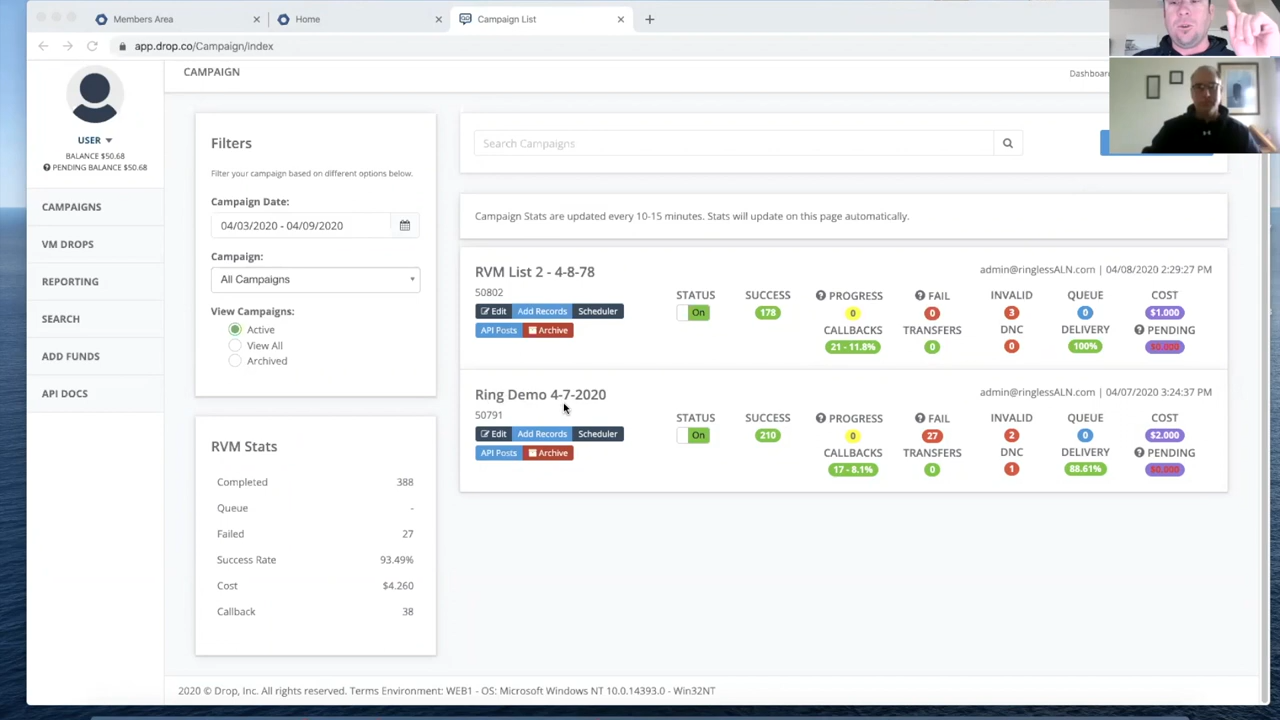 Members Area
Home
Campaign List
app.drop.co/Campaign/index
USER
BALANCE $50.68
PENDING BALANCE $50.68
CAMPAIGNS
VM DROPS
REPORTING
SEARCH
ADD FUNDS
API DOCS
CAMPAIGN
Dashboar
Filters
Filter your campaign based on different options below.
Campaign Date:
04/03/2020 - 04/09/2020
Campaign:
All Campaigns
View Campaigns:
Active
View All
Archived
RVM Stats
Completed 388
Queue -
Failed 27
Success Rate 93.49%
Cost $4.260
Callback 38
Search Campaigns
Campaign Stats are updated every 10-15 minutes. Stats will update on this page automatically.
RVM List 2 - 4-8-78
admin@ringlessALN.com | 04/08/2020 2:29:27 PM
50802
Edit Add Records Scheduler
API Posts Archive
STATUS SUCCESS PROGRESS FAIL INVALID QUEUE COST
On 178 0 0 3 0 $1.000
CALLBACKS TRANSFERS DNC DELIVERY PENDING
21 - 11.8% 0 0 100% $0.000
Ring Demo 4-7-2020
admin@ringlessALN.com | 04/07/2020 3:24:37 PM
50791
Edit Add Records Scheduler
API Posts Archive
STATUS SUCCESS PROGRESS FAIL INVALID QUEUE COST
On 210 0 27 2 0 $2.000
CALLBACKS TRANSFERS DNC DELIVERY PENDING
17 - 8.1% 0 1 88.61% $0.000
2020 © Drop, Inc. All rights reserved. Terms Environment: WEB1 - OS: Microsoft Windows NT 10.0.14393.0 - Win32NT